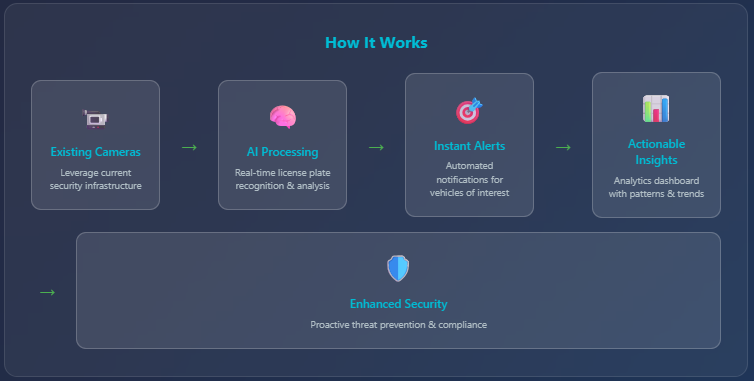 How It Works
Existing Cameras
Leverage current
security infrastructure
→
AI Processing
Real-time license plate
recognition & analysis
→
Instant Alerts
Automated
notifications for
vehicles of interest
→
Actionable
Insights
Analytics dashboard
with patterns & trends
→
Enhanced Security
Proactive threat prevention & compliance